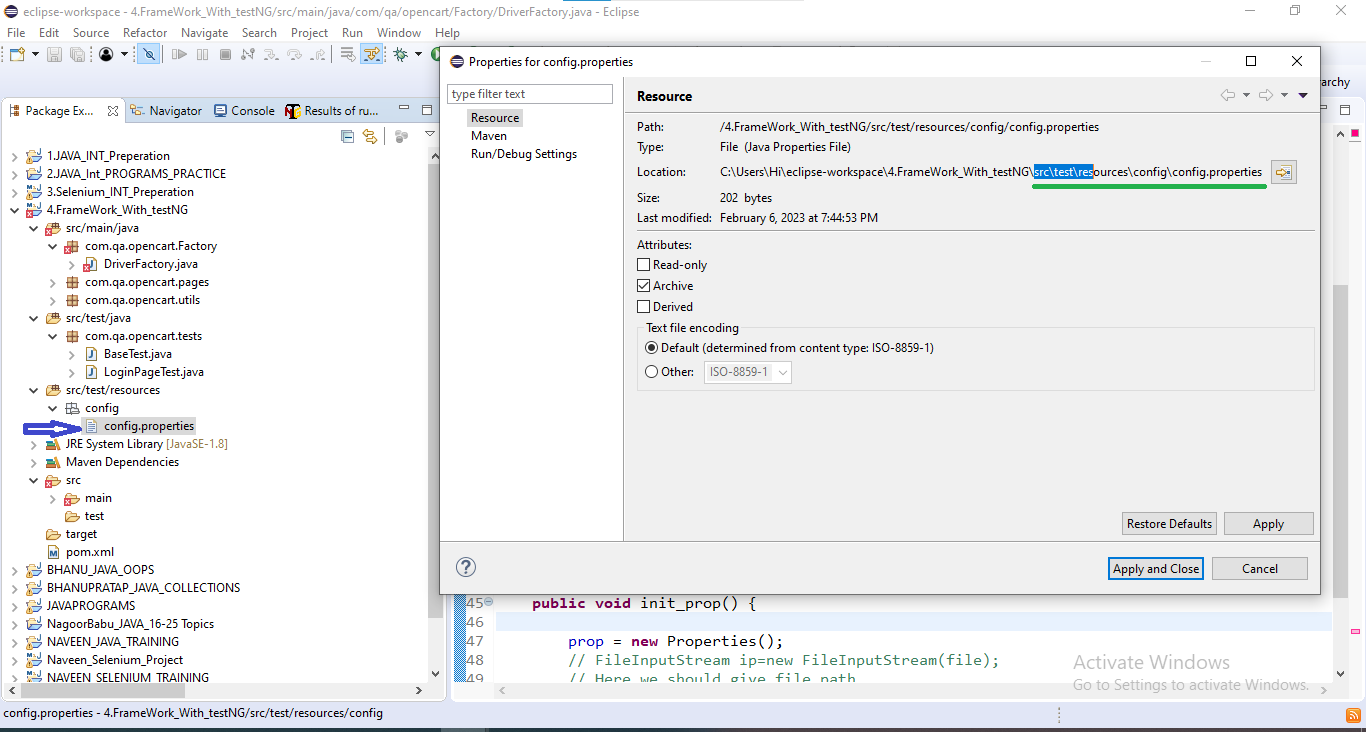 eclipse-workspace - 4.FrameWork_With_testNG/src/main/java/com/qa/opencart/Factory/DriverFactory.java - Eclipse
File Edit Source Refactor Navigate Search Project Run Window Help
Package Ex... Navigator Console Results of ru...
1.JAVA_INT_Preperation
2.JAVA_Int_PROGRAMS_PRACTICE
3.Selenium_INT_Preperation
4.FrameWork_With_testNG
src/main/java
com.qa.opencart.Factory
DriverFactory.java
com.qa.opencart.pages
com.qa.opencart.utils
src/test/java
com.qa.opencart.tests
BaseTest.java
LoginPageTest.java
src/test/resources
config
config.properties
JRE System Library [JavaSE-1.8]
Maven Dependencies
src
main
test
target
pom.xml
BHANU_JAVA_OOPS
BHANUPRATAP_JAVA_COLLECTIONS
JAVAPROGRAMS
NagoorBabu_JAVA_16-25 Topics
NAVEEN_JAVA_TRAINING
Naveen_Selenium_Project
NAVEEN_SELENIUM_TRAINING
Properties for config.properties
type filter text
Resource
Maven
Run/Debug Settings
Resource
Path: /4.FrameWork_With_testNG/src/test/resources/config/config.properties
Type: File (Java Properties File)
Location: C:\Users\Hi\eclipse-workspace\4.FrameWork_With_testNG\src\test\resources\config\config.properties
Size: 202 bytes
Last modified: February 6, 2023 at 7:44:53 PM
Attributes:
Read-only
Archive
Derived
Text file encoding
Default (determined from content type: ISO-8859-1)
Other: ISO-8859-1
Restore Defaults Apply
Apply and Close Cancel
rarchy
45 public void init_prop() {
46
47 prop = new Properties();
48 // FileInputStream ip=new FileInputStream(file);
49 // Here we should give file path
Activate Windows
Go to Settings to activate Windows.
config.properties - 4.FrameWork_With_testNG/src/test/resources/config